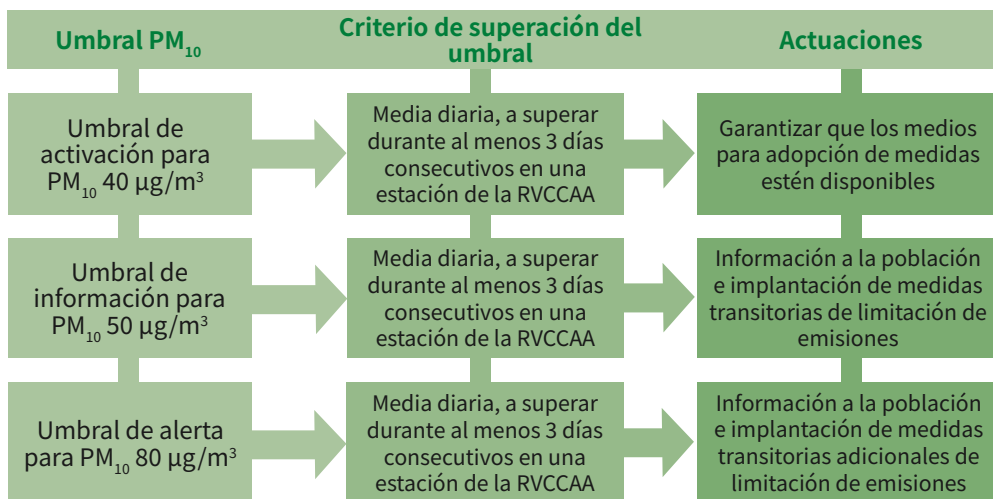 Umbral PM₁₀
Criterio de superación del
umbral
Actuaciones
Umbral de
activación para
PM₁₀ 40 µg/m³
Media diaria, a superar
durante al menos 3 días
consecutivos en una
estación de la RVCCAA
Garantizar que los medios
para adopción de medidas
estén disponibles
Umbral de
información para
PM₁₀ 50 µg/m³
Media diaria, a superar
durante al menos 3 días
consecutivos en una
estación de la RVCCAA
Información a la población
e implantación de medidas
transitorias de limitación de
emisiones
Umbral de alerta
para PM₁₀ 80 µg/m³
Media diaria, a superar
durante al menos 3 días
consecutivos en una
estación de la RVCCAA
Información a la población
e implantación de medidas
transitorias adicionales de
limitación de emisiones